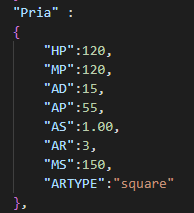 "Pria" :
{
"HP":120,
"MP":120,
"AD":15,
"AP":55,
"AS":1.00,
"AR":3,
"MS":150,
"ARTYPE":"square"
},